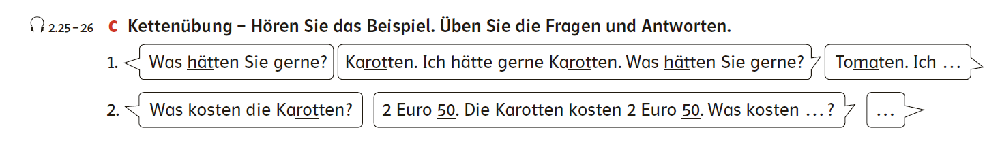 2.25–26 C Kettenübung – Hören Sie das Beispiel. Üben Sie die Fragen und Antworten.
1. Was hätten Sie gerne? Karotten. Ich hätte gerne Karotten. Was hätten Sie gerne? Tomaten. Ich …
2. Was kosten die Karotten? 2 Euro 50. Die Karotten kosten 2 Euro 50. Was kosten …? …